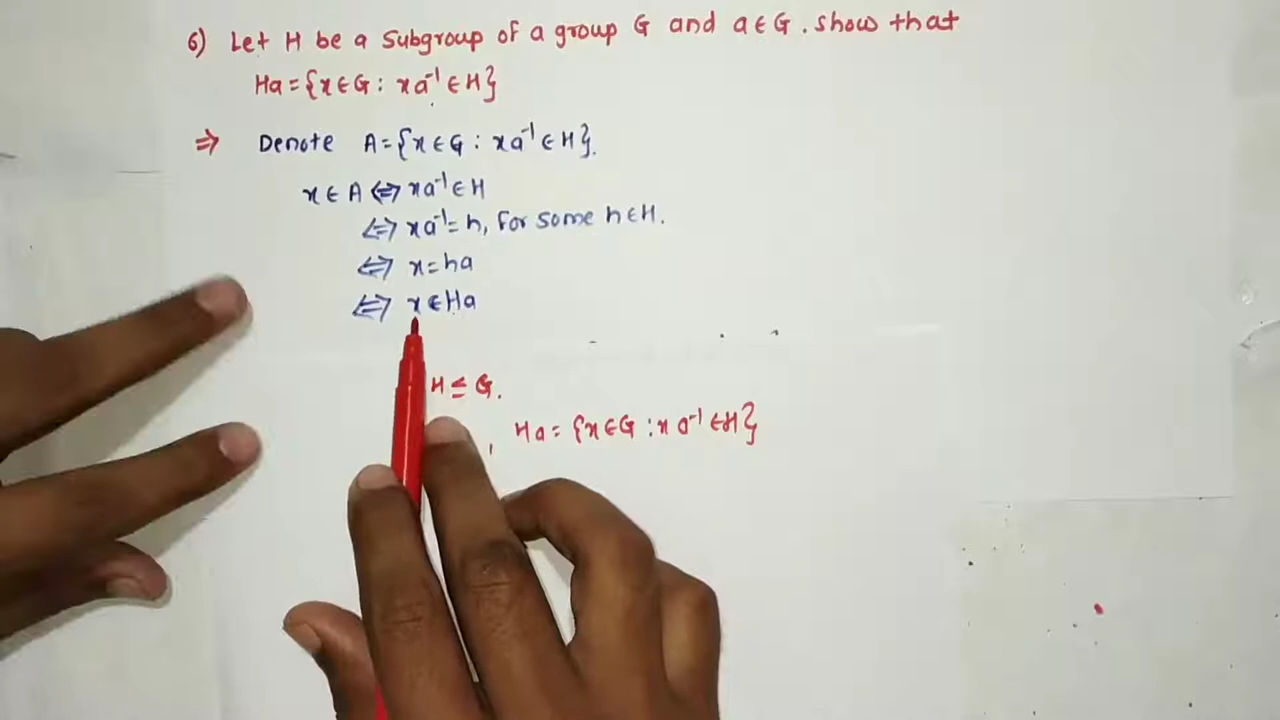 6) Let H be a subgroup of a group G and a∈G. show that
Ha={x∈G: xa⁻¹∈H}
⇒ Denote A={x∈G: xa⁻¹∈H}.
x∈A ⇔ xa⁻¹∈H
⇔ xa⁻¹=h, For some h∈H.
⇔ x=ha
⇔ x∈Ha
H≤G.
Ha={x∈G:xa⁻¹∈H}